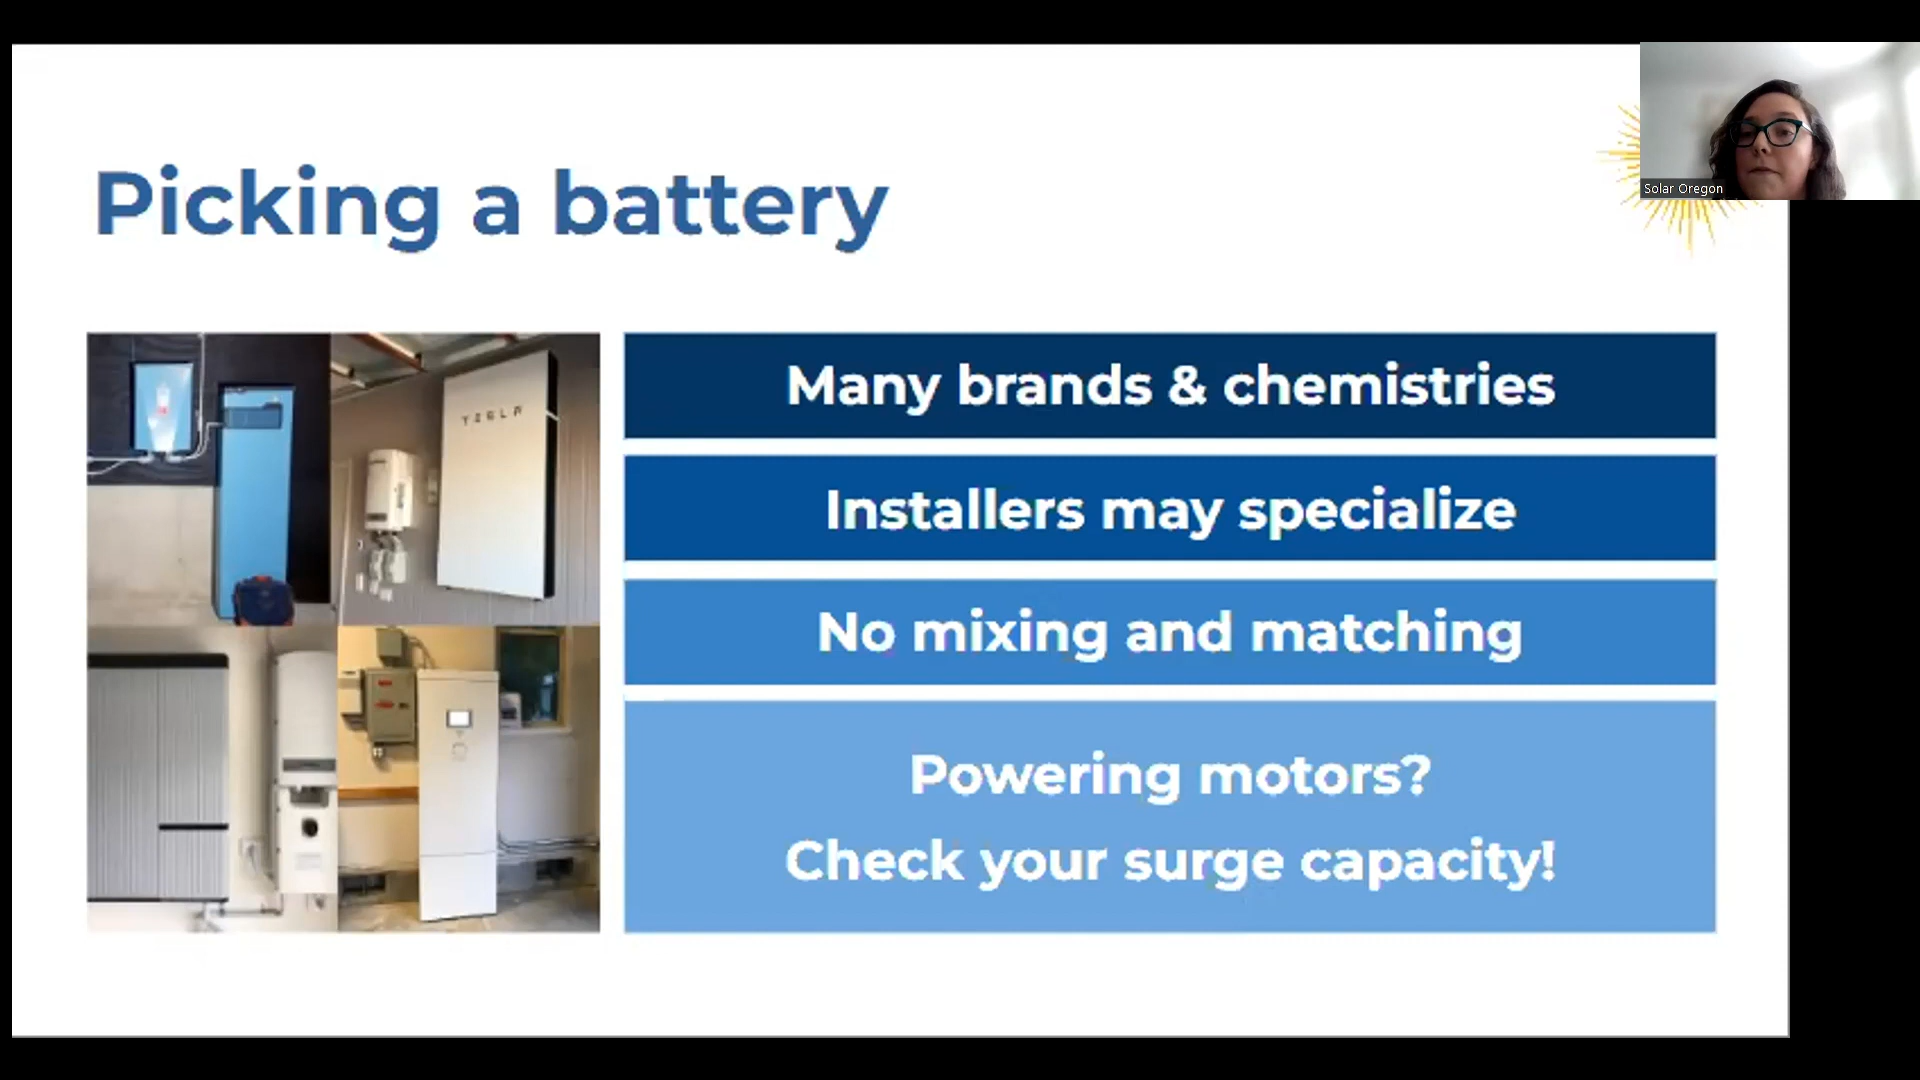 Solar Oregon
Picking a battery
TESLA
Many brands & chemistries
Installers may specialize
No mixing and matching
Powering motors?
Check your surge capacity!